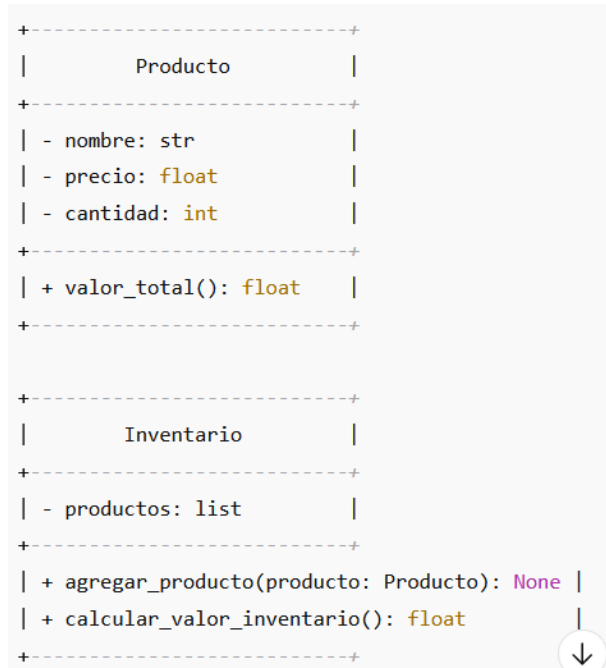 +----------------------------+
|          Producto          |
+----------------------------+
| - nombre: str              |
| - precio: float            |
| - cantidad: int            |
+----------------------------+
| + valor_total(): float     |
+----------------------------+

+----------------------------+
|         Inventario         |
+----------------------------+
| - productos: list          |
+----------------------------+
| + agregar_producto(producto: Producto): None |
| + calcular_valor_inventario(): float         |
+----------------------------+